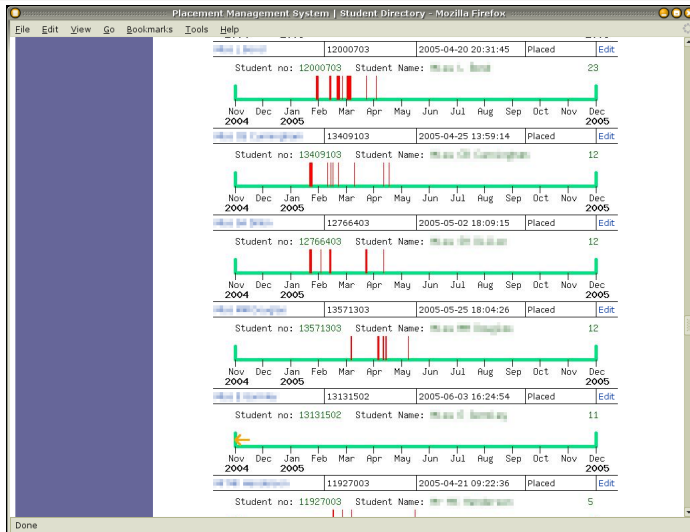 Placement Management System | Student Directory - Mozilla Firefox
File Edit View Go Bookmarks Tools Help
12000703 2005-04-20 20:31:45 Placed Edit
Student no: 12000703 Student Name: 23
Nov Dec Jan Feb Mar Apr May Jun Jul Aug Sep Oct Nov Dec
2004 2005 2005
13409103 2005-04-25 13:59:14 Placed Edit
Student no: 13409103 Student Name: 12
Nov Dec Jan Feb Mar Apr May Jun Jul Aug Sep Oct Nov Dec
2004 2005 2005
12766403 2005-05-02 18:09:15 Placed Edit
Student no: 12766403 Student Name: 12
Nov Dec Jan Feb Mar Apr May Jun Jul Aug Sep Oct Nov Dec
2004 2005 2005
13571303 2005-05-25 18:04:26 Placed Edit
Student no: 13571303 Student Name: 12
Nov Dec Jan Feb Mar Apr May Jun Jul Aug Sep Oct Nov Dec
2004 2005 2005
13131502 2005-06-03 16:24:54 Placed Edit
Student no: 13131502 Student Name: 11
Nov Dec Jan Feb Mar Apr May Jun Jul Aug Sep Oct Nov Dec
2004 2005 2005
11927003 2005-04-21 09:22:36 Placed Edit
Student no: 11927003 Student Name: 5
Done